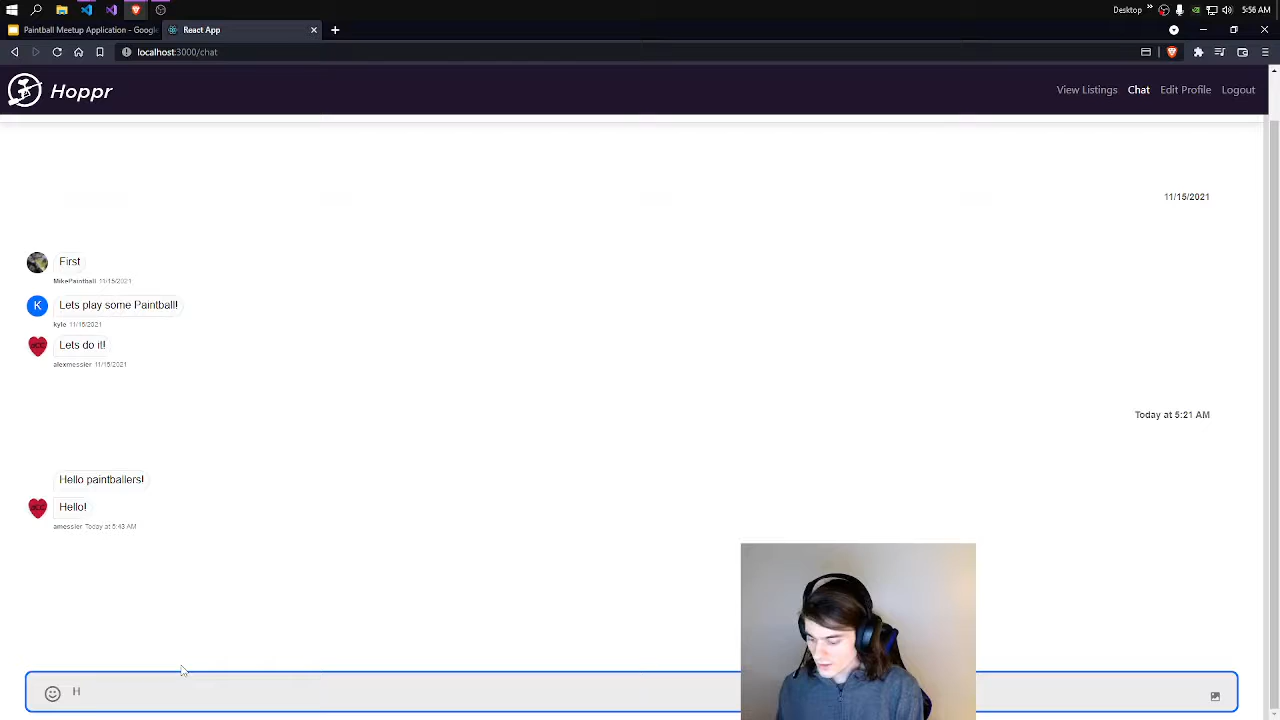 Desktop
5:56 AM
Paintball Meetup Application - Google
React App
localhost:3000/chat
Hoppr
View Listings
Chat
Edit Profile
Logout
11/15/2021
First
MikePaintball 11/15/2021
K
Lets play some Paintball!
kyle 11/15/2021
Lets do it!
alexmessier 11/15/2021
Today at 5:21 AM
Hello paintballers!
Hello!
amessier Today at 5:43 AM
H